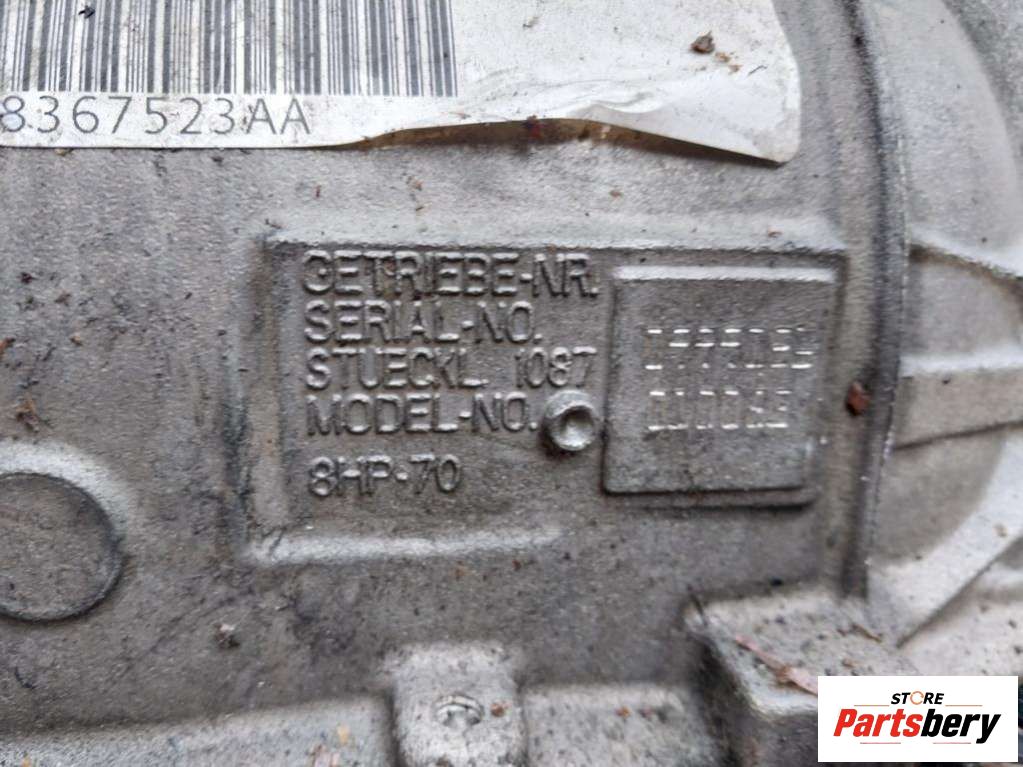 8367523AA
GETRIEBE-NR.
SERIAL-NO.
STUECKL. 1087
MODEL-NO.
8HP-70
STORE
Partsbery